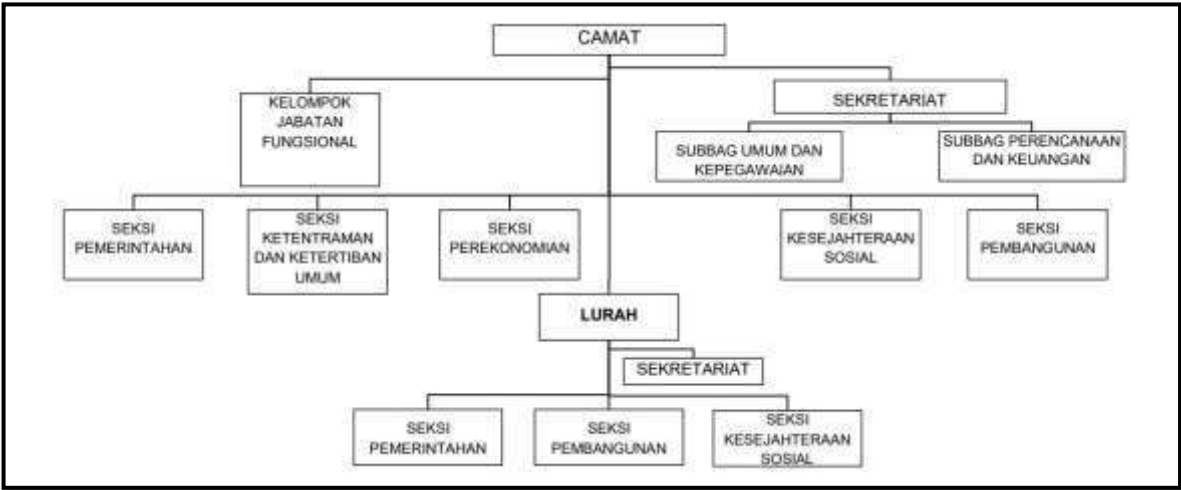 CAMAT
KELOMPOK
JABATAN
FUNGSIONAL
SEKRETARIAT
SUBBAG UMUM DAN
KEPEGAWAIAN
SUBBAG PERENCANAAN
DAN KEUANGAN
SEKSI
PEMERINTAHAN
SEKSI
KETENTRAMAN
DAN KETERTIBAN
UMUM
SEKSI
PEREKONOMIAN
SEKSI
KESEJAHTERAAN
SOSIAL
SEKSI
PEMBANGUNAN
LURAH
SEKRETARIAT
SEKSI
PEMERINTAHAN
SEKSI
PEMBANGUNAN
SEKSI
KESEJAHTERAAN
SOSIAL